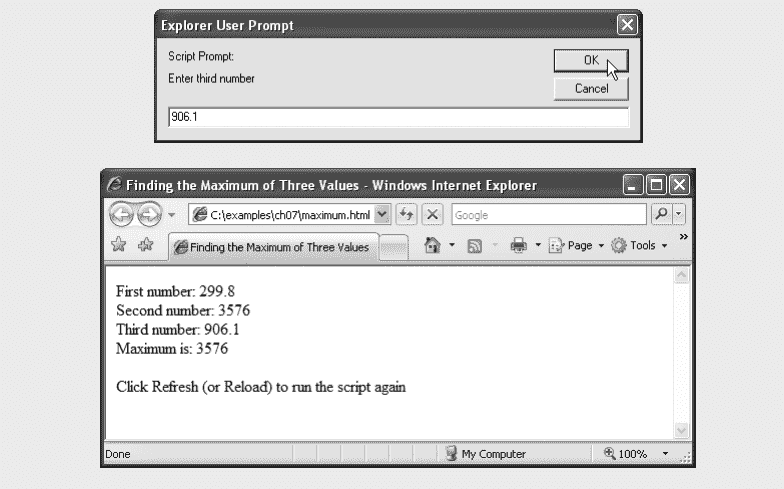 Explorer User Prompt
Script Prompt:
OK
Enter third number
Cancel
906.1
Finding the Maximum of Three Values - Windows Internet Explorer
C:\examples\ch07\maximum.html
Google
Finding the Maximum of Three Values
Page
Tools
»
First number: 299.8
Second number: 3576
Third number: 906.1
Maximum is: 3576
Click Refresh (or Reload) to run the script again
Done
My Computer
100%